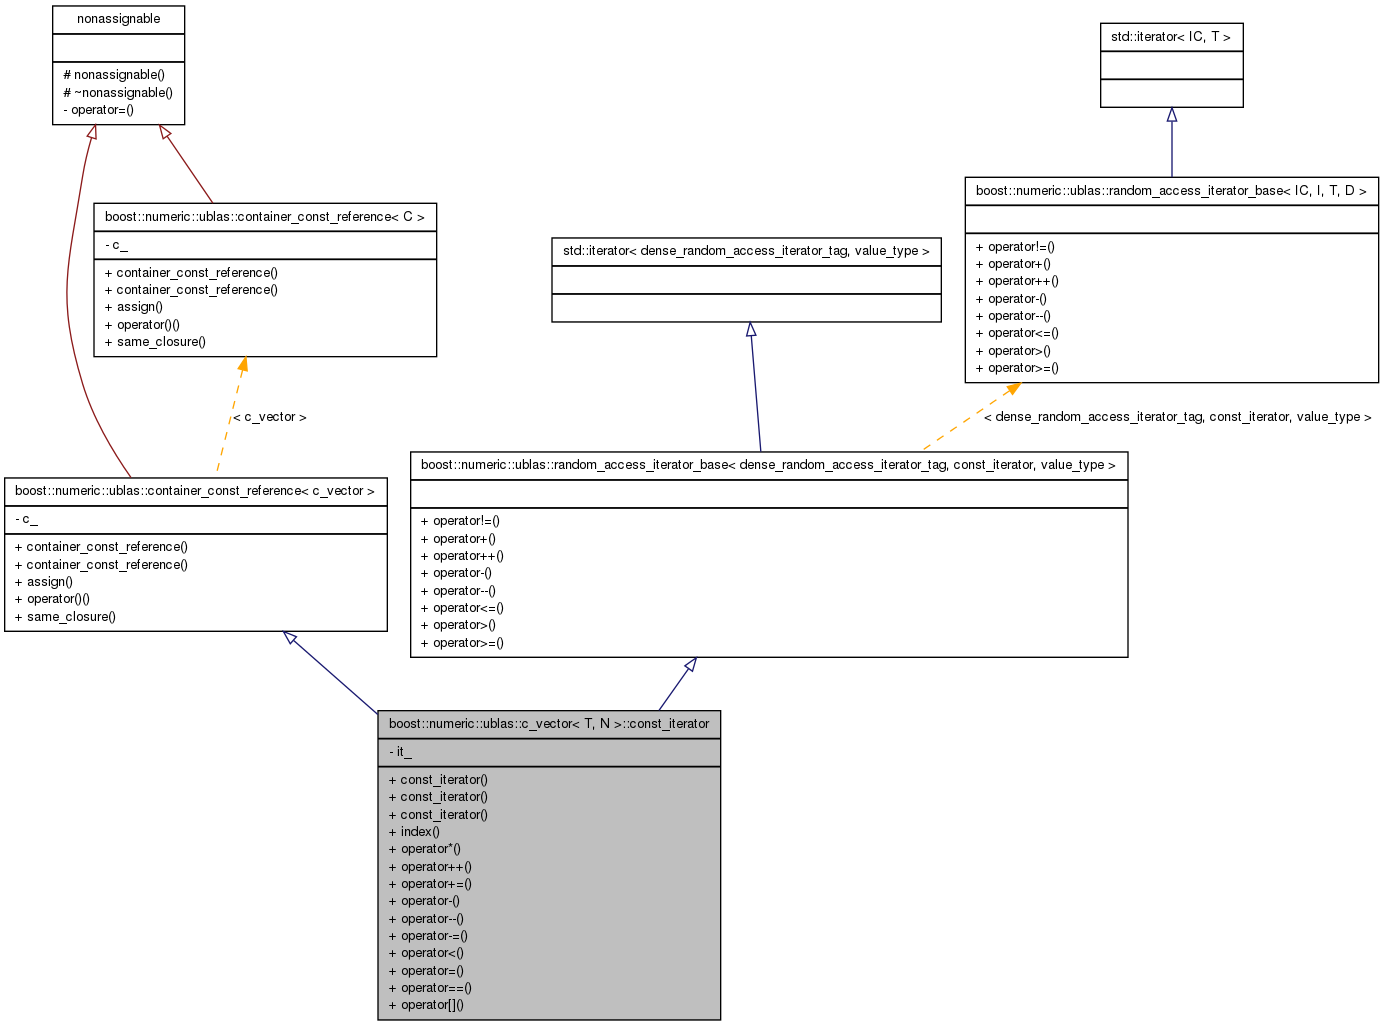 nonassignable
# nonassignable()
# ~nonassignable()
- operator=()
std::iterator< IC, T >
boost::numeric::ublas::random_access_iterator_base< IC, I, T, D >
+ operator!=()
+ operator+()
+ operator++()
+ operator-()
+ operator--()
+ operator<=()
+ operator>()
+ operator>=()
boost::numeric::ublas::container_const_reference< C >
- c_
+ container_const_reference()
+ container_const_reference()
+ assign()
+ operator()()
+ same_closure()
std::iterator< dense_random_access_iterator_tag, value_type >
< c_vector >
< dense_random_access_iterator_tag, const_iterator, value_type >
boost::numeric::ublas::container_const_reference< c_vector >
- c_
+ container_const_reference()
+ container_const_reference()
+ assign()
+ operator()()
+ same_closure()
boost::numeric::ublas::random_access_iterator_base< dense_random_access_iterator_tag, const_iterator, value_type >
+ operator!=()
+ operator+()
+ operator++()
+ operator-()
+ operator--()
+ operator<=()
+ operator>()
+ operator>=()
boost::numeric::ublas::c_vector< T, N >::const_iterator
- it_
+ const_iterator()
+ const_iterator()
+ const_iterator()
+ index()
+ operator*()
+ operator++()
+ operator+=()
+ operator-()
+ operator--()
+ operator-=()
+ operator<()
+ operator=()
+ operator==()
+ operator[]()